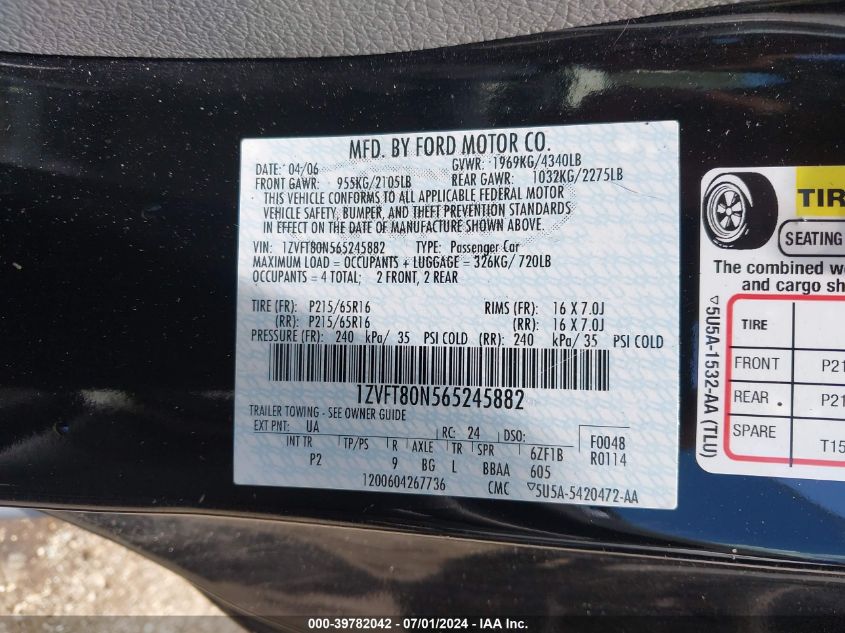 MFD. BY FORD MOTOR CO.
DATE: 04/06 GVWR: 1969KG/4340LB
FRONT GAWR: 955KG/2105LB REAR GAWR: 1032KG/2275LB
THIS VEHICLE CONFORMS TO ALL APPLICABLE FEDERAL MOTOR
VEHICLE SAFETY, BUMPER, AND THEFT PREVENTION STANDARDS
IN EFFECT ON THE DATE OF MANUFACTURE SHOWN ABOVE.
VIN: 1ZVFT80N565245882 TYPE: Passenger Car
MAXIMUM LOAD = OCCUPANTS + LUGGAGE = 326KG/ 720LB
OCCUPANTS = 4 TOTAL; 2 FRONT, 2 REAR
TIRE (FR): P215/65R16 RIMS (FR): 16 X 7.0J
(RR): P215/65R16 (RR): 16 X 7.0J
PRESSURE (FR): 240 kPa/ 35 PSI COLD (RR): 240 kPa/ 35 PSI COLD
1ZVFT80N565245882
TRAILER TOWING - SEE OWNER GUIDE
EXT PNT: UA RC: 24 DSO: F0048
INT TR TP/PS R AXLE TR SPR 6ZF1B R0114
P2 9 BG L BBAA 605
1200604267736 CMC ▽5U5A-5420472-AA
TIR
SEATING
The combined we
and cargo sh
TIRE
FRONT P21
REAR P21
SPARE T15
▽5U5A-1532-AA (TLU)
000-39782042 - 07/01/2024 - IAA Inc.